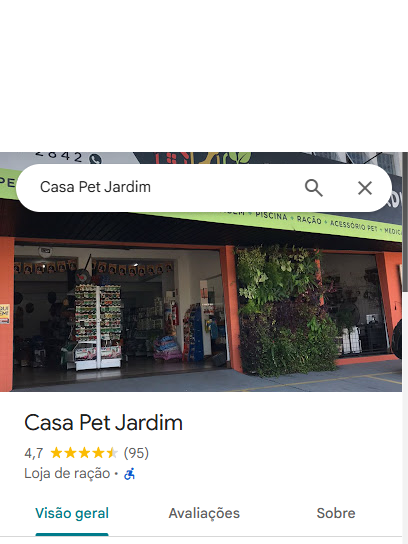 2842
Casa Pet Jardim
PISCINA • RAÇÃO • ACESSÓRIO PET •
Casa Pet Jardim
4,7 (95)
Loja de ração •
Visão geral Avaliações Sobre